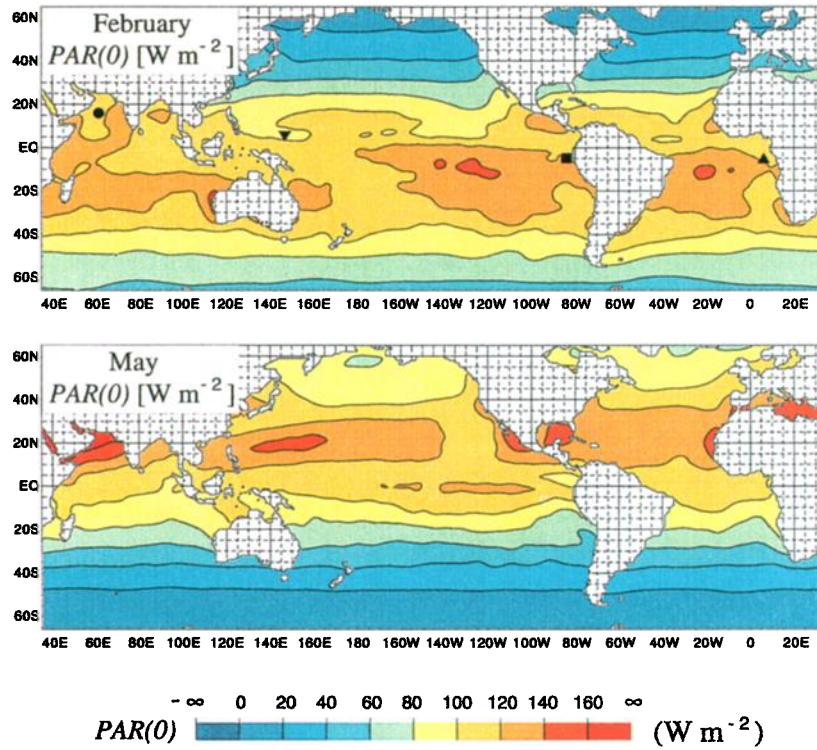 February
PAR(0) [W m⁻²]
60N
40N
20N
EQ
20S
40S
60S
40E 60E 80E 100E 120E 140E 160E 180E 160W 140W 120W 100W 80W 60W 40W 20W 0 20E
May
PAR(0) [W m⁻²]
60N
40N
20N
EQ
20S
40S
60S
40E 60E 80E 100E 120E 140E 160E 180E 160W 140W 120W 100W 80W 60W 40W 20W 0 20E
- ∞ 0 20 40 60 80 100 120 140 160 ∞
PAR(0) (W m⁻²)